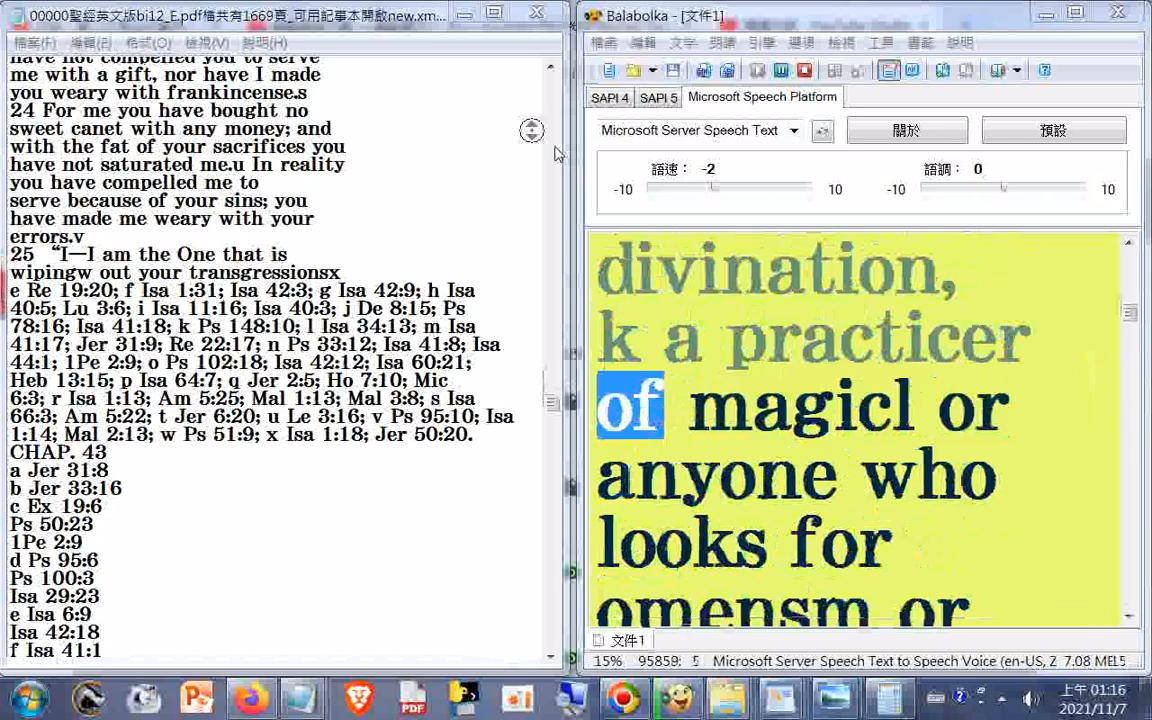 00000聖經英文版bi12_E.pdf檔共有1669頁_可用記事本開啟new.xm...
檔案(F) 編輯(E) 格式(O) 檢視(V) 說明(H)
have not compelled you to serve
me with a gift, nor have I made
you weary with frankincense.s
24 For me you have bought no
sweet canet with any money; and
with the fat of your sacrifices you
have not saturated me.u In reality
you have compelled me to
serve because of your sins; you
have made me weary with your
errors.v
25 “I—I am the One that is
wipingw out your transgressionsx
e Re 19:20; f Isa 1:31; Isa 42:3; g Isa 42:9; h Isa
40:5; Lu 3:6; i Isa 11:16; Isa 40:3; j De 8:15; Ps
78:16; Isa 41:18; k Ps 148:10; l Isa 34:13; m Isa
41:17; Jer 31:9; Re 22:17; n Ps 33:12; Isa 41:8; Isa
44:1; 1Pe 2:9; o Ps 102:18; Isa 42:12; Isa 60:21;
Heb 13:15; p Isa 64:7; q Jer 2:5; Ho 7:10; Mic
6:3; r Isa 1:13; Am 5:25; Mal 1:13; Mal 3:8; s Isa
66:3; Am 5:22; t Jer 6:20; u Le 3:16; v Ps 95:10; Isa
1:14; Mal 2:13; w Ps 51:9; x Isa 1:18; Jer 50:20.
CHAP. 43
a Jer 31:8
b Jer 33:16
c Ex 19:6
Ps 50:23
1Pe 2:9
d Ps 95:6
Ps 100:3
Isa 29:23
e Isa 6:9
Isa 42:18
f Isa 41:1
Balabolka - [文件1]
檔案 編輯 文字 朗讀 引擎 選項 檢視 工具 書籤 說明
SAPI 4 SAPI 5 Microsoft Speech Platform
Microsoft Server Speech Text 關於 預設
語速： -2 語調： 0
-10 10 -10 10
divination,
k a practicer
of magicl or
anyone who
looks for
omensm or
文件1
15% 95859: 5 Microsoft Server Speech Text to Speech Voice (en-US, Z 7.08 МЕБ
PDF
上午 01:16
2021/11/7